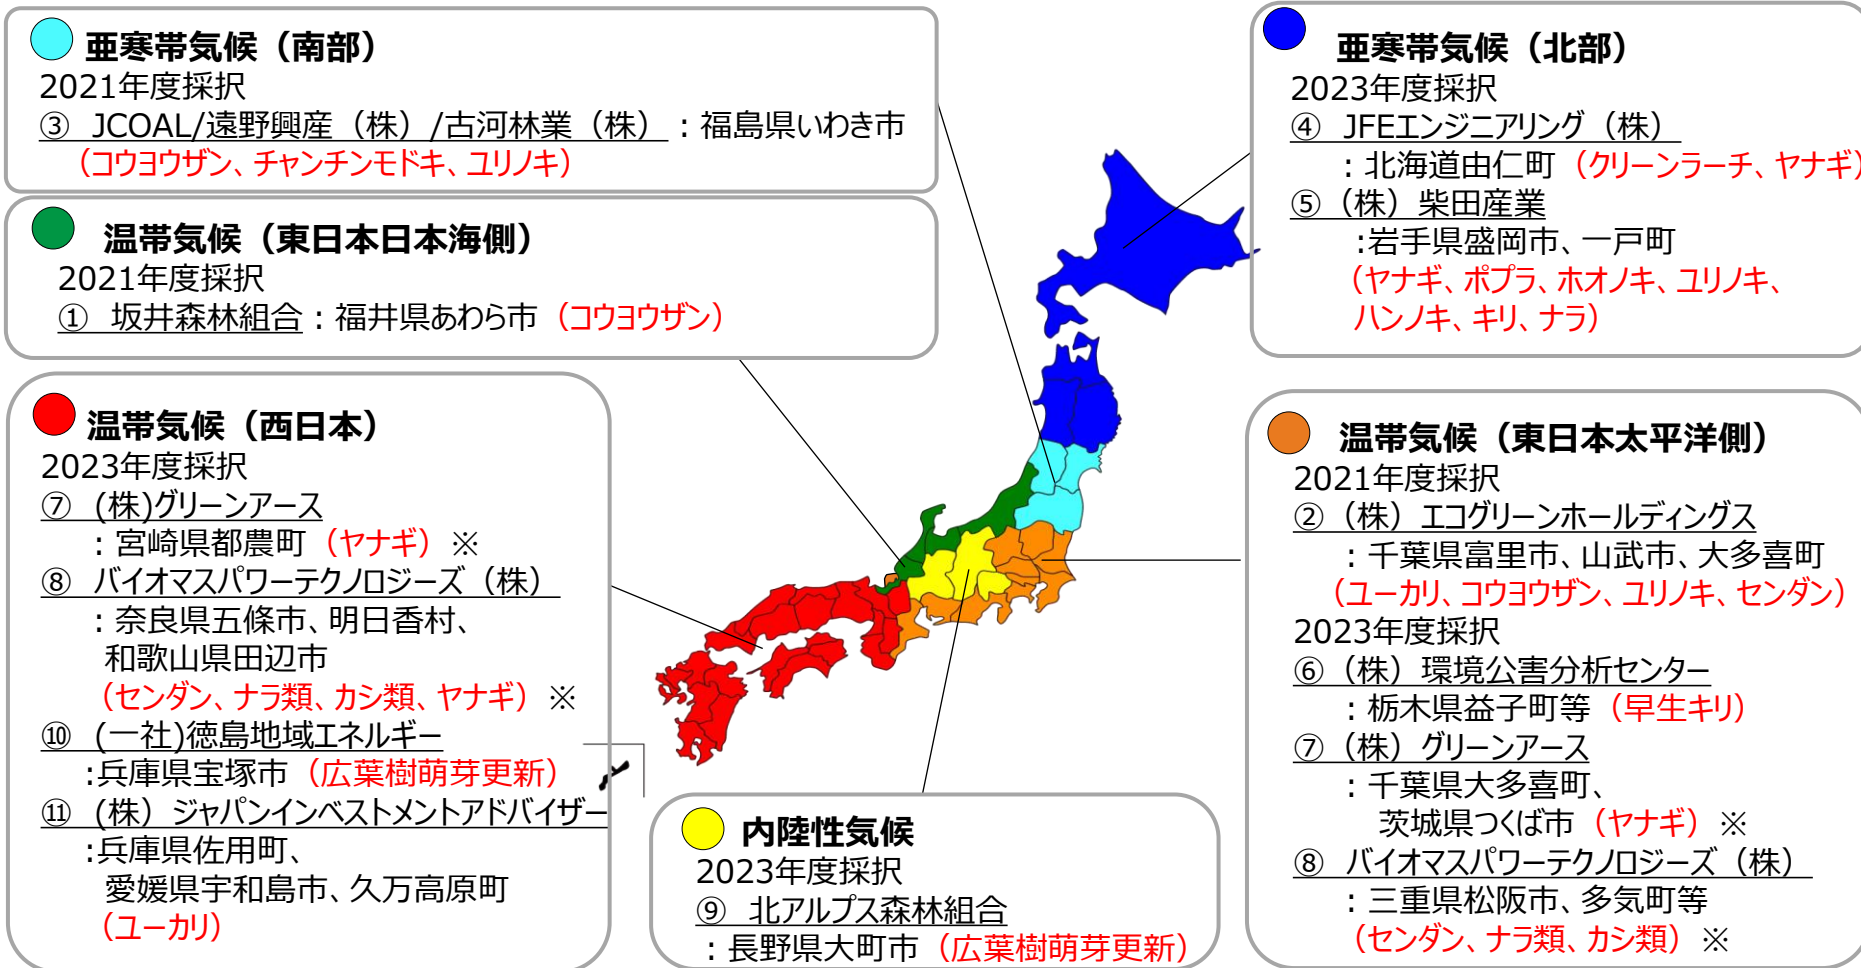 亜寒帯気候（南部）
2021年度採択
③ JCOAL/遠野興産（株）/古河林業（株）：福島県いわき市
（コウヨウザン、チャンチンモドキ、ユリノキ）
温帯気候（東日本日本海側）
2021年度採択
① 坂井森林組合：福井県あわら市（コウヨウザン）
温帯気候（西日本）
2023年度採択
⑦ (株)グリーンアース
：宮崎県都農町（ヤナギ）※
⑧ バイオマスパワーテクノロジーズ（株）
：奈良県五條市、明日香村、
和歌山県田辺市
（センダン、ナラ類、カシ類、ヤナギ）※
⑩ (一社)徳島地域エネルギー
:兵庫県宝塚市（広葉樹萌芽更新）
⑪ （株）ジャパンインベストメントアドバイザー
:兵庫県佐用町、
愛媛県宇和島市、久万高原町
（ユーカリ）
内陸性気候
2023年度採択
⑨ 北アルプス森林組合
：長野県大町市（広葉樹萌芽更新）
亜寒帯気候（北部）
2023年度採択
④ JFEエンジニアリング（株）
：北海道由仁町（クリーンラーチ、ヤナギ）
⑤ （株）柴田産業
:岩手県盛岡市、一戸町
（ヤナギ、ポプラ、ホオノキ、ユリノキ、
ハンノキ、キリ、ナラ）
温帯気候（東日本太平洋側）
2021年度採択
② （株）エコグリーンホールディングス
：千葉県富里市、山武市、大多喜町
（ユーカリ、コウヨウザン、ユリノキ、センダン）
2023年度採択
⑥ （株）環境公害分析センター
：栃木県益子町等（早生キリ）
⑦ （株）グリーンアース
：千葉県大多喜町、
茨城県つくば市（ヤナギ）※
⑧ バイオマスパワーテクノロジーズ（株）
：三重県松阪市、多気町等
（センダン、ナラ類、カシ類）※